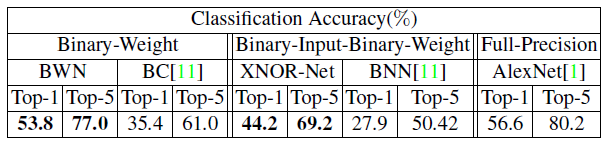 Classification Accuracy(%)
Binary-Weight Binary-Input-Binary-Weight Full-Precision
BWN BC[11] XNOR-Net BNN[11] AlexNet[1]
Top-1 Top-5 Top-1 Top-5 Top-1 Top-5 Top-1 Top-5 Top-1 Top-5
53.8 77.0 35.4 61.0 44.2 69.2 27.9 50.42 56.6 80.2